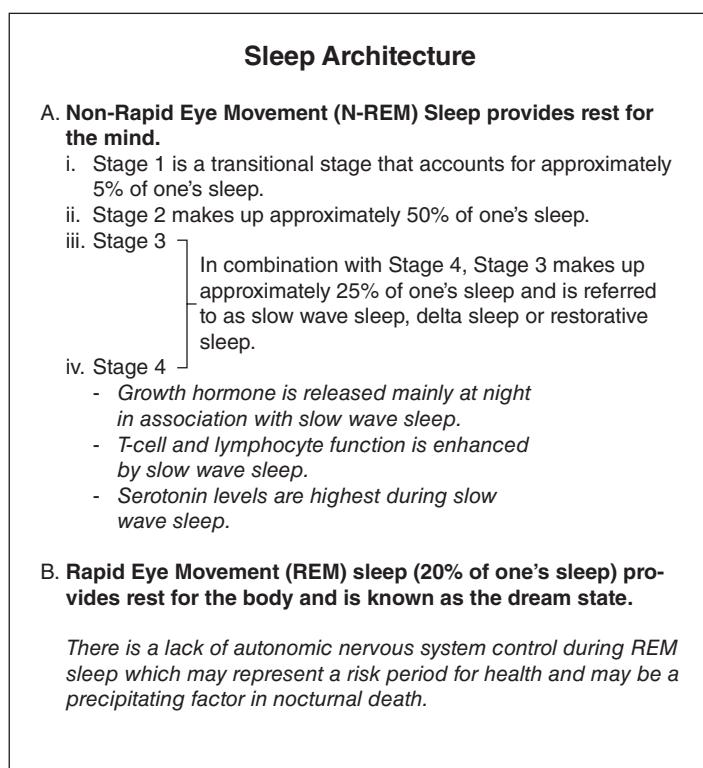 Sleep Architecture
A. Non-Rapid Eye Movement (N-REM) Sleep provides rest for
the mind.
i. Stage 1 is a transitional stage that accounts for approximately
5% of one's sleep.
ii. Stage 2 makes up approximately 50% of one's sleep.
iii. Stage 3
In combination with Stage 4, Stage 3 makes up
approximately 25% of one's sleep and is referred
to as slow wave sleep, delta sleep or restorative
sleep.
iv. Stage 4
- Growth hormone is released mainly at night
in association with slow wave sleep.
- T-cell and lymphocyte function is enhanced
by slow wave sleep.
- Serotonin levels are highest during slow
wave sleep.
B. Rapid Eye Movement (REM) sleep (20% of one's sleep) pro-
vides rest for the body and is known as the dream state.
There is a lack of autonomic nervous system control during REM
sleep which may represent a risk period for health and may be a
precipitating factor in nocturnal death.